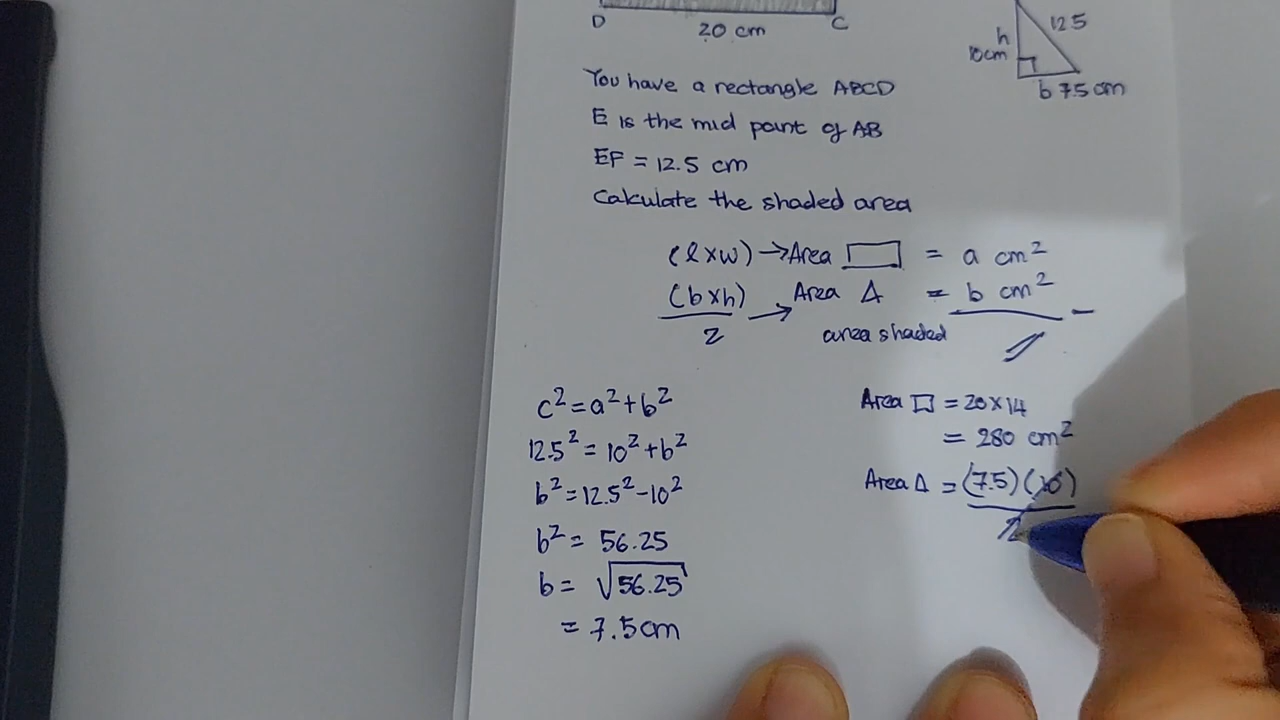 D 20 cm C
h 12.5
10cm
b 7.5 cm
You have a rectangle ABCD
E is the mid point of AB
EF = 12.5 cm
Calculate the shaded area
(l×w) → Area ▭ = a cm²
(b×h)/2 → Area Δ = b cm² –
area shaded
c² = a² + b²
12.5² = 10² + b²
b² = 12.5² – 10²
b² = 56.25
b = √56.25
= 7.5cm
Area □ = 20 × 14
= 280 cm²
Area Δ = (7.5)(10)/2